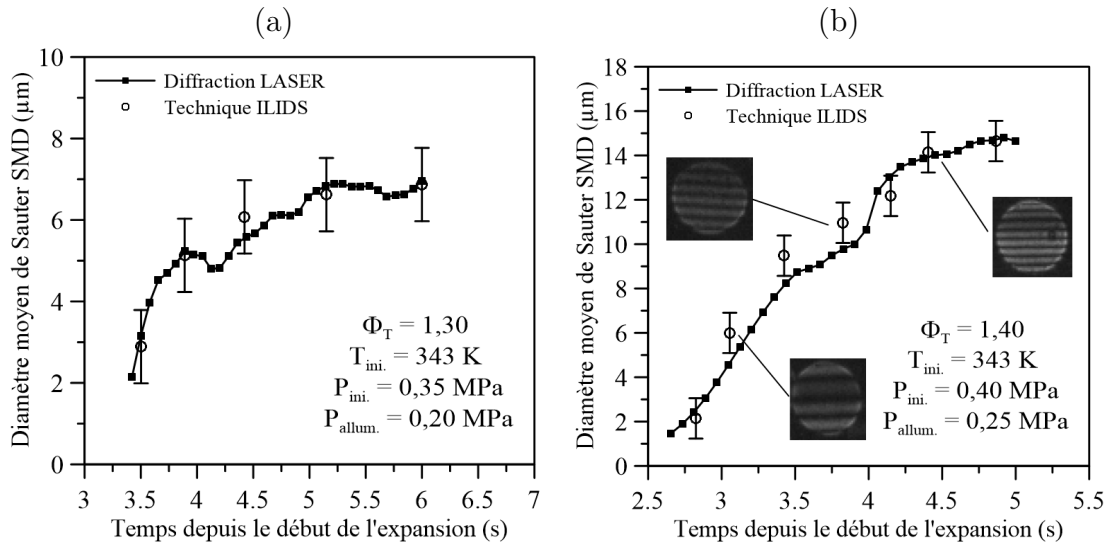 (a)
Diamètre moyen de Sauter SMD (µm)
10
8
6
4
2
0
Diffraction LASER
Technique ILIDS
Φ_T = 1,30
T_ini. = 343 K
P_ini. = 0,35 MPa
P_allum. = 0,20 MPa
3
3.5
4
4.5
5
5.5
6
6.5
7
Temps depuis le début de l'expansion (s)
(b)
Diamètre moyen de Sauter SMD (µm)
18
16
14
12
10
8
6
4
2
0
Diffraction LASER
Technique ILIDS
Φ_T = 1,40
T_ini. = 343 K
P_ini. = 0,40 MPa
P_allum. = 0,25 MPa
2.5
3
3.5
4
4.5
5
5.5
Temps depuis le début de l'expansion (s)